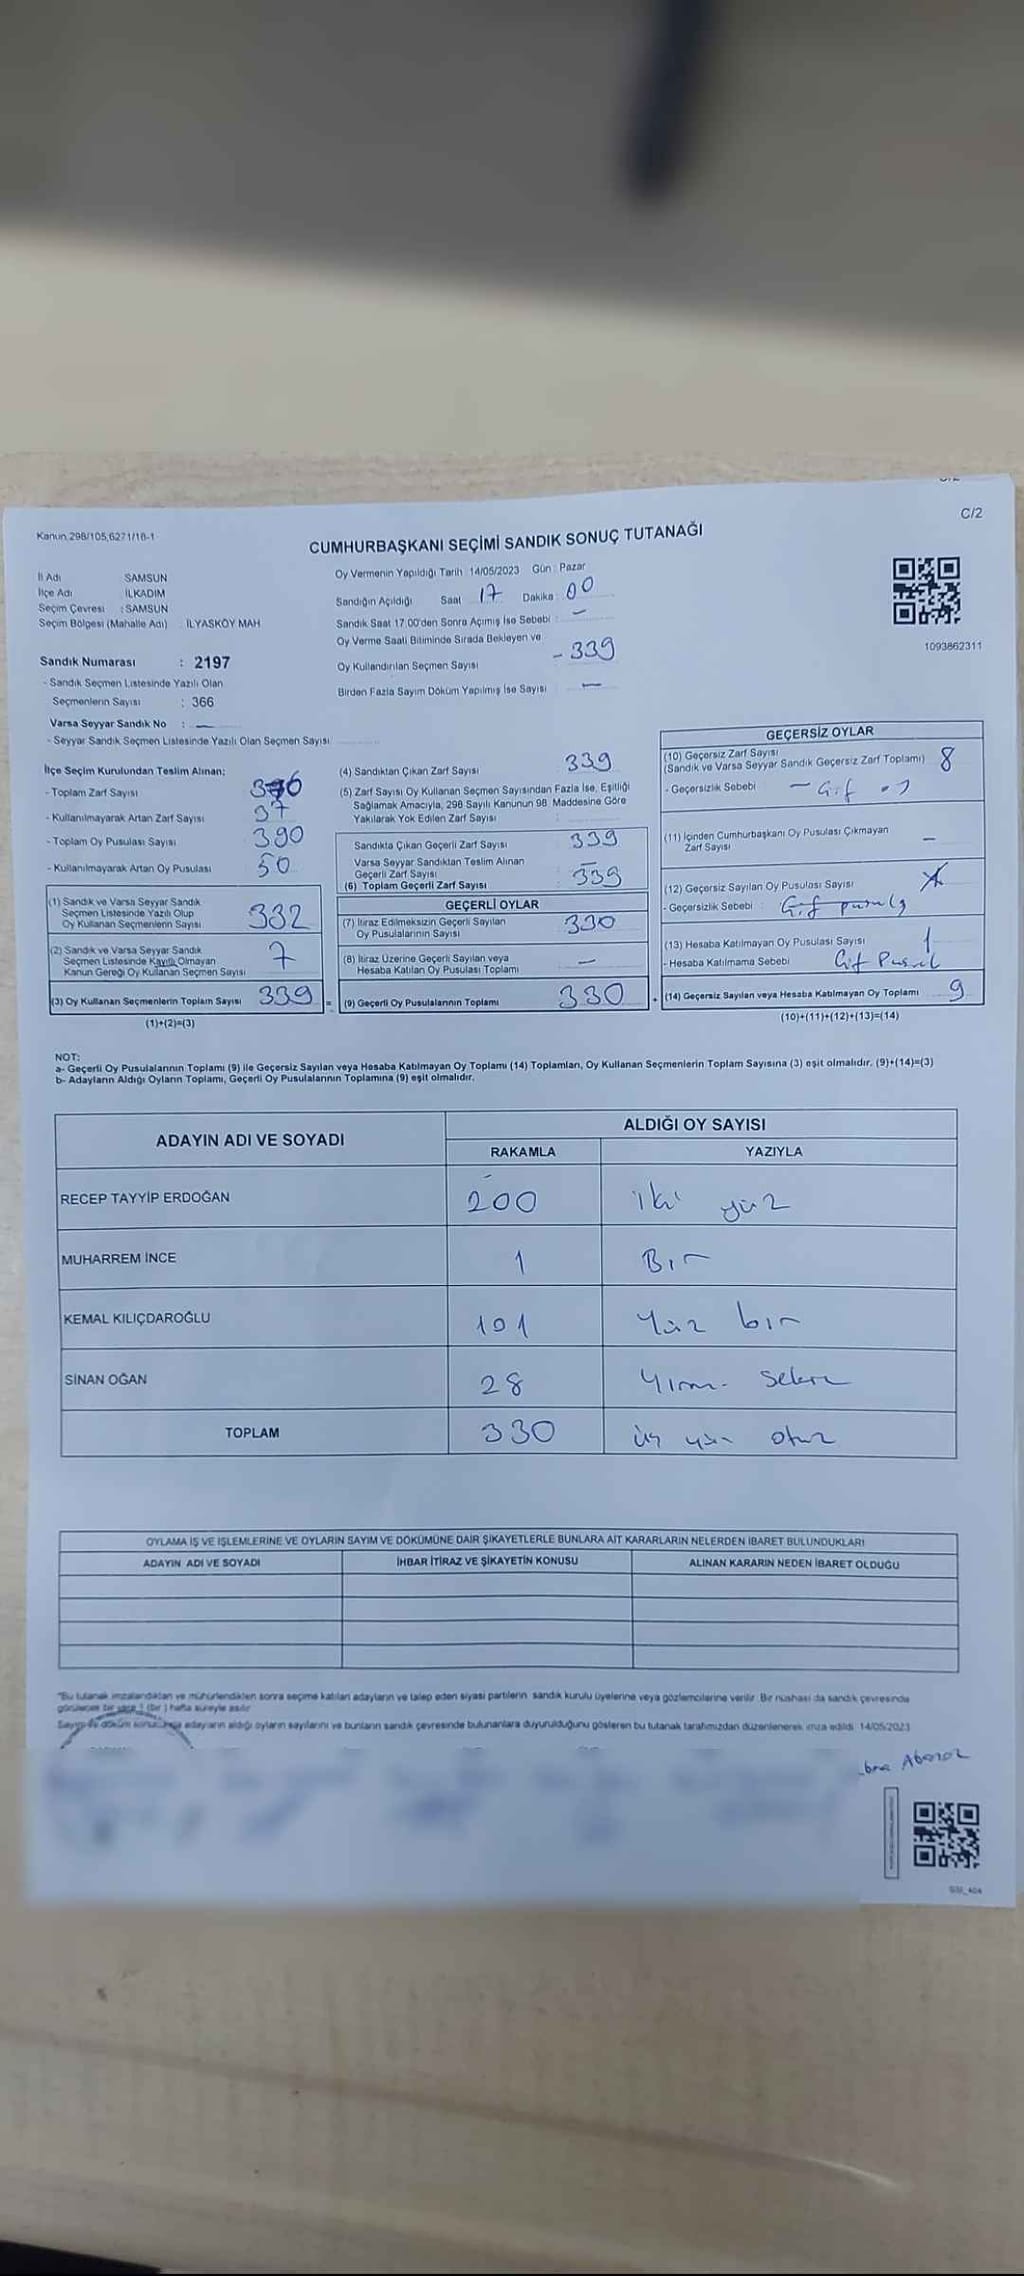 C/2
Kanun.298/105,6271/16-1
CUMHURBAŞKANI SEÇİMİ SANDIK SONUÇ TUTANAĞI
İl Adı SAMSUN
İlçe Adı İLKADIM
Seçim Çevresi : SAMSUN
Seçim Bölgesi (Mahalle Adı) : İLYASKÖY MAH
Sandık Numarası : 2197
- Sandık Seçmen Listesinde Yazılı Olan
Seçmenlerin Sayısı : 366
Varsa Seyyar Sandık No : —
- Seyyar Sandık Seçmen Listesinde Yazılı Olan Seçmen Sayısı
Oy Vermenin Yapıldığı Tarih 14/05/2023 Gün : Pazar
Sandığın Açıldığı Saat 17 Dakika : 00
Sandık Saat 17.00'den Sonra Açılmış İse Sebebi : —
Oy Verme Saati Bitiminde Sırada Bekleyen ve
Oy Kullandırılan Seçmen Sayısı - 339
Birden Fazla Sayım Döküm Yapılmış İse Sayısı —
1093862311
İlçe Seçim Kurulundan Teslim Alınan;
- Toplam Zarf Sayısı
- Kullanılmayarak Artan Zarf Sayısı 37
- Toplam Oy Pusulası Sayısı 390
- Kullanılmayarak Artan Oy Pusulası 50
(1) Sandık ve Varsa Seyyar Sandık
Seçmen Listesinde Yazılı Olup
Oy Kullanan Seçmenlerin Sayısı 332
(2) Sandık ve Varsa Seyyar Sandık
Seçmen Listesinde Kayıtlı Olmayan
Kanun Gereği Oy Kullanan Seçmen Sayısı 7
(3) Oy Kullanan Seçmenlerin Toplam Sayısı 339 =
(1)+(2)=(3)
(4) Sandıktan Çıkan Zarf Sayısı 339
(5) Zarf Sayısı Oy Kullanan Seçmen Sayısından Fazla İse, Eşitliği
Sağlamak Amacıyla, 298 Sayılı Kanunun 98 Maddesine Göre
Yakılarak Yok Edilen Zarf Sayısı
Sandıkta Çıkan Geçerli Zarf Sayısı 339
Varsa Seyyar Sandıktan Teslim Alınan
Geçerli Zarf Sayısı —
(6) Toplam Geçerli Zarf Sayısı 339
GEÇERLİ OYLAR
(7) İtiraz Edilmeksizin Geçerli Sayılan
Oy Pusulalarının Sayısı 330
(8) İtiraz Üzerine Geçerli Sayılan veya
Hesaba Katılan Oy Pusulası Toplamı —
(9) Geçerli Oy Pusulalarının Toplamı 330 +
GEÇERSİZ OYLAR
(10) Geçersiz Zarf Sayısı
(Sandık ve Varsa Seyyar Sandık Geçersiz Zarf Toplamı) 8
- Geçersizlik Sebebi
(11) İçinden Cumhurbaşkanı Oy Pusulası Çıkmayan
Zarf Sayısı —
(12) Geçersiz Sayılan Oy Pusulası Sayısı
- Geçersizlik Sebebi : Çift pusula
(13) Hesaba Katılmayan Oy Pusulası Sayısı 1
- Hesaba Katılmama Sebebi Çift Pusul
(14) Geçersiz Sayılan veya Hesaba Katılmayan Oy Toplamı 9
(10)+(11)+(12)+(13)=(14)
NOT:
a- Geçerli Oy Pusulalarının Toplamı (9) ile Geçersiz Sayılan veya Hesaba Katılmayan Oy Toplamı (14) Toplamları, Oy Kullanan Seçmenlerin Toplam Sayısına (3) eşit olmalıdır. (9)+(14)=(3)
b- Adayların Aldığı Oyların Toplamı, Geçerli Oy Pusulalarının Toplamına (9) eşit olmalıdır.
ADAYIN ADI VE SOYADI ALDIĞI OY SAYISI
RAKAMLA YAZIYLA
RECEP TAYYİP ERDOĞAN 200 iki yüz
MUHARREM İNCE 1 Bir
KEMAL KILIÇDAROĞLU 101 Yüz bir
SİNAN OĞAN 28 Yirmi Sekiz
TOPLAM 330 üç yüz otuz
OYLAMA İŞ VE İŞLEMLERİNE VE OYLARIN SAYIM VE DÖKÜMÜNE DAİR ŞİKAYETLERLE BUNLARA AİT KARARLARIN NELERDEN İBARET BULUNDUKLARI
ADAYIN ADI VE SOYADI İHBAR İTİRAZ VE ŞİKAYETİN KONUSU ALINAN KARARIN NEDEN İBARET OLDUĞU
"Bu tutanak imzalandıktan ve mühürlendikten sonra seçime katılan adayların ve talep eden siyasi partilerin sandık kurulu üyelerine veya gözlemcilerine verilir. Bir nüshası da sandık çevresinde
görülecek bir yere 1 (bir) hafta süreyle asılır
Sayım ve döküm sonucunda adayların aldığı oyların sayılarını ve bunların sandık çevresinde bulunanlara duyurulduğunu gösteren bu tutanak tarafımızdan düzenlenerek imza edildi. 14/05/2023